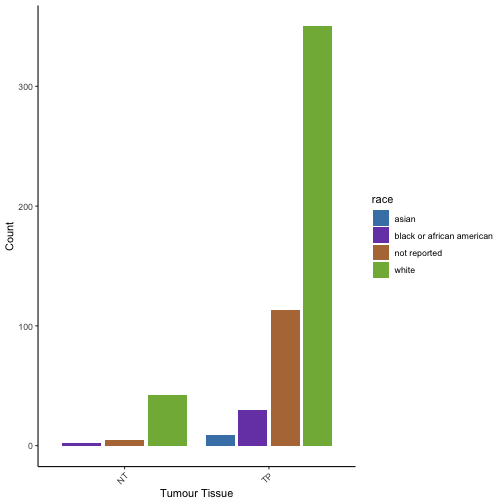 300
200
100
0
Count
NT
TP
Tumour Tissue
race
asian
black or african american
not reported
white